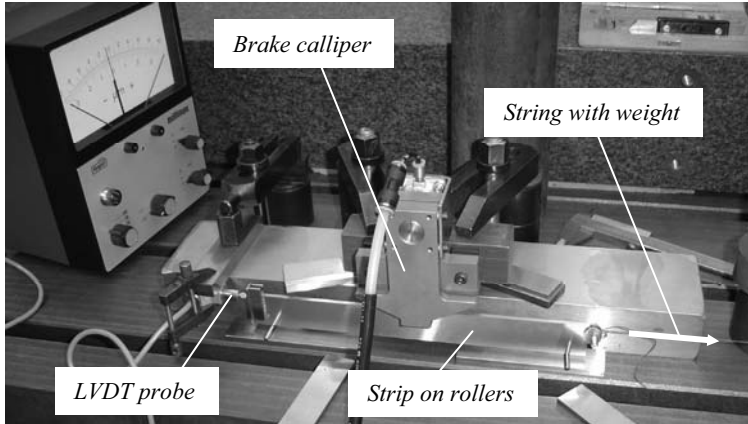 Brake calliper
String with weight
LVDT probe
Strip on rollers